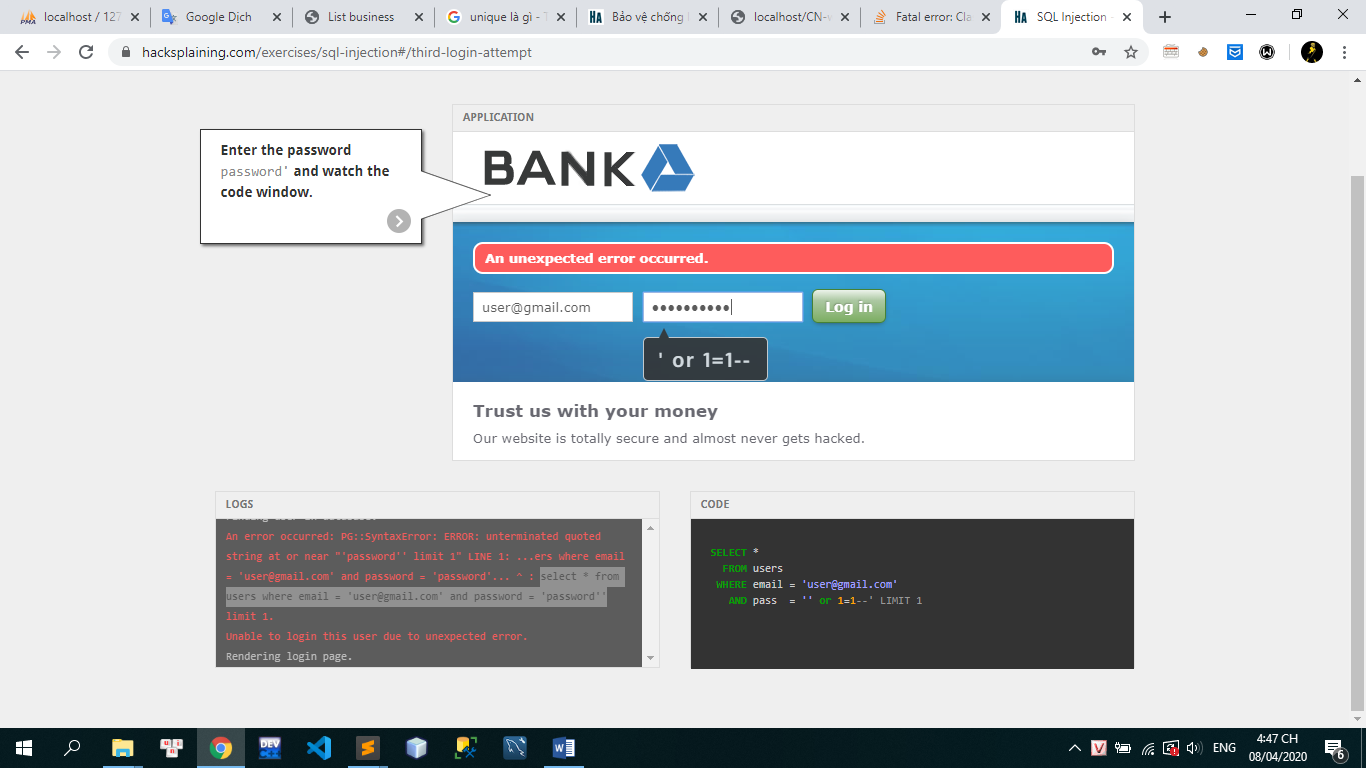 localhost / 127
Google Dịch
List business
unique là gì - T
Bảo vệ chống
localhost/CN-w
Fatal error: Cla
SQL Injection -
hacksplaining.com/exercises/sql-injection#/third-login-attempt
APPLICATION
Enter the password
password' and watch the
code window.
BANK
An unexpected error occurred.
user@gmail.com
Log in
' or 1=1--
Trust us with your money
Our website is totally secure and almost never gets hacked.
LOGS
An error occurred: PG::SyntaxError: ERROR: unterminated quoted
string at or near "'password'' limit 1" LINE 1: ...ers where email
= 'user@gmail.com' and password = 'password'... ^ : select * from
users where email = 'user@gmail.com' and password = 'password''
limit 1.
Unable to login this user due to unexpected error.
Rendering login page.
CODE
SELECT *
FROM users
WHERE email = 'user@gmail.com'
AND pass = '' or 1=1--' LIMIT 1
ENG
4:47 CH
08/04/2020
6